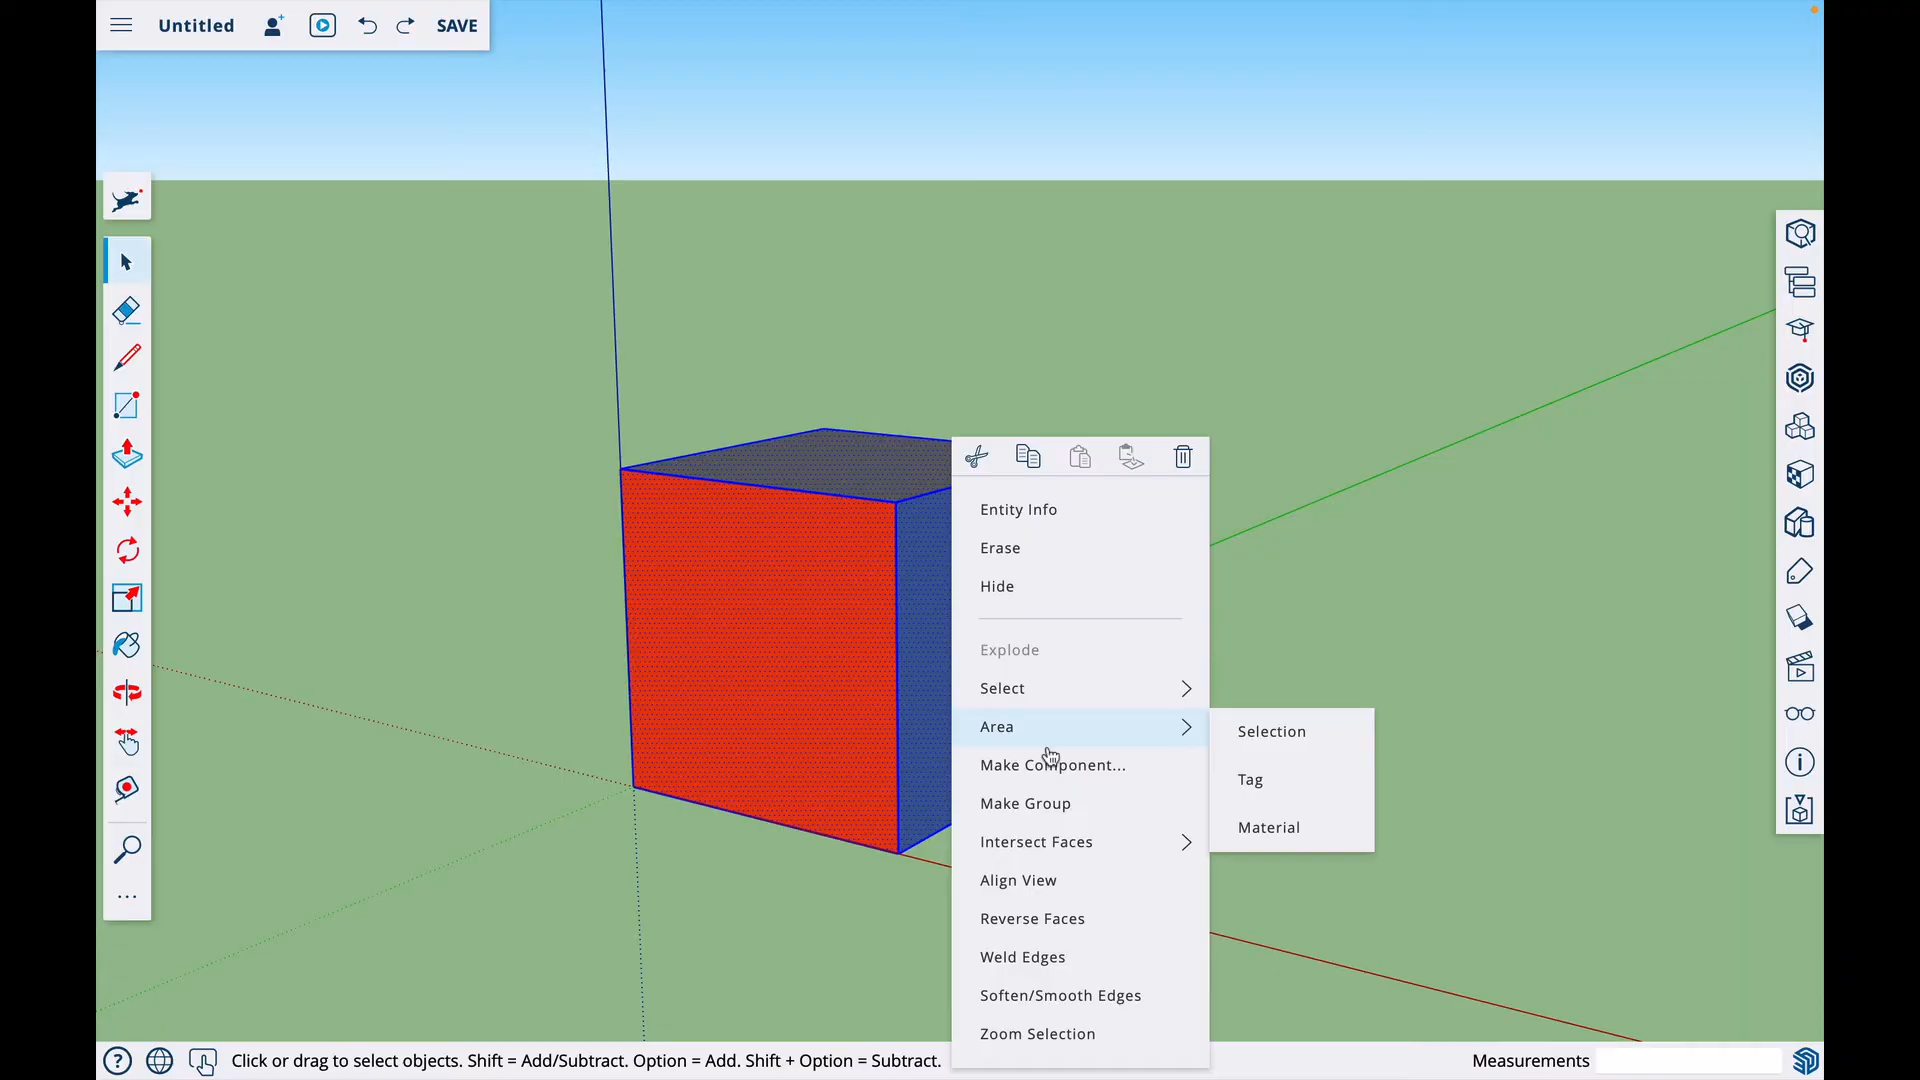 Untitled
SAVE
Entity Info
Erase
Hide
Explode
Select
Area
Make Component...
Make Group
Intersect Faces
Align View
Reverse Faces
Weld Edges
Soften/Smooth Edges
Zoom Selection
Selection
Tag
Material
Click or drag to select objects. Shift = Add/Subtract. Option = Add. Shift + Option = Subtract.
Measurements